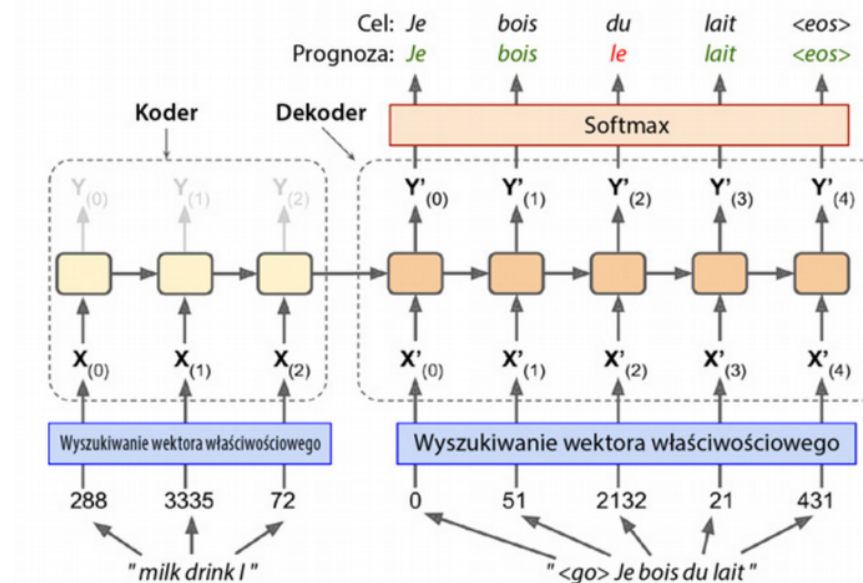 Cel: Je bois du lait <eos>
Prognoza: Je bois le lait <eos>
Koder Dekoder
Softmax
Y(0) Y(1) Y(2) Y'(0) Y'(1) Y'(2) Y'(3) Y'(4)
X(0) X(1) X(2) X'(0) X'(1) X'(2) X'(3) X'(4)
Wyszukiwanie wektora właściwościowego Wyszukiwanie wektora właściwościowego
288 3335 72 0 51 2132 21 431
" milk drink I " " <go> Je bois du lait "